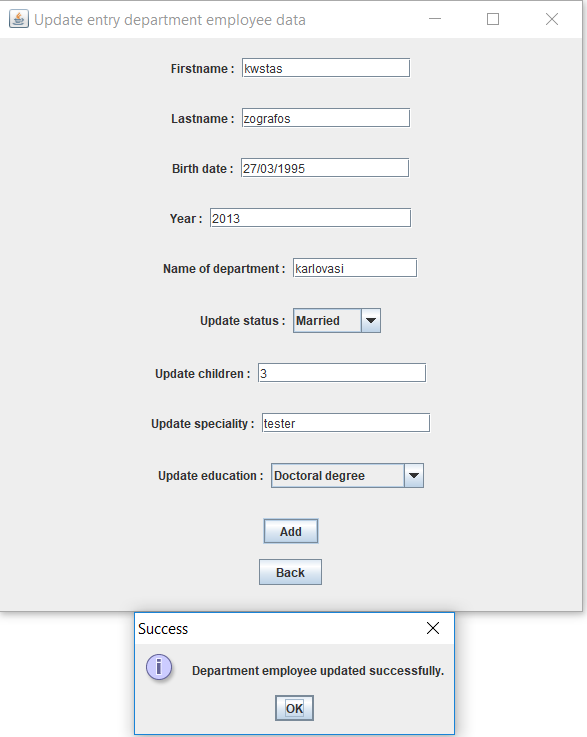 Update entry department employee data
Firstname : kwstas
Lastname : zografos
Birth date : 27/03/1995
Year : 2013
Name of department : karlovasi
Update status : Married
Update children : 3
Update speciality : tester
Update education : Doctoral degree
Add
Back
Success
Department employee updated successfully.
OK